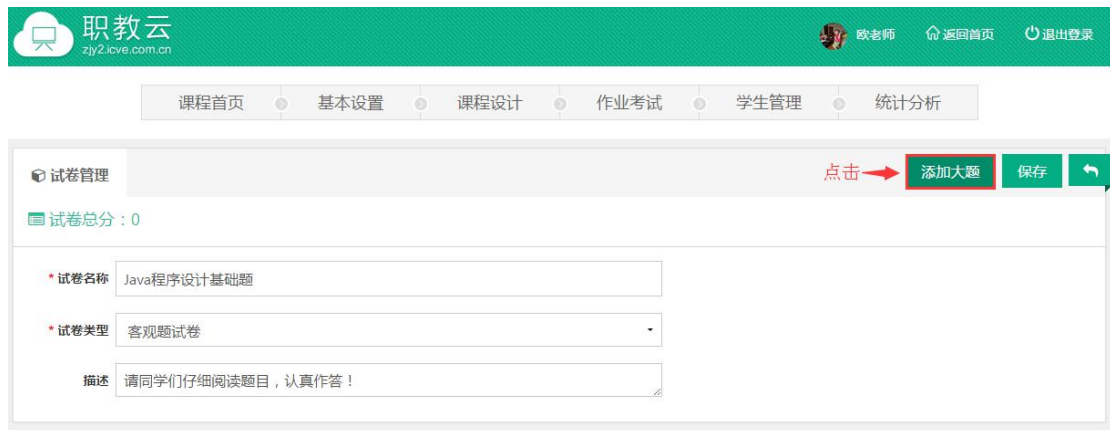 职教云
zjy2.icve.com.cn
欧老师 返回首页 退出登录
课程首页 基本设置 课程设计 作业考试 学生管理 统计分析
试卷管理 点击 添加大题 保存
试卷总分：0
*试卷名称 Java程序设计基础题
*试卷类型 客观题试卷
描述 请同学们仔细阅读题目，认真作答！